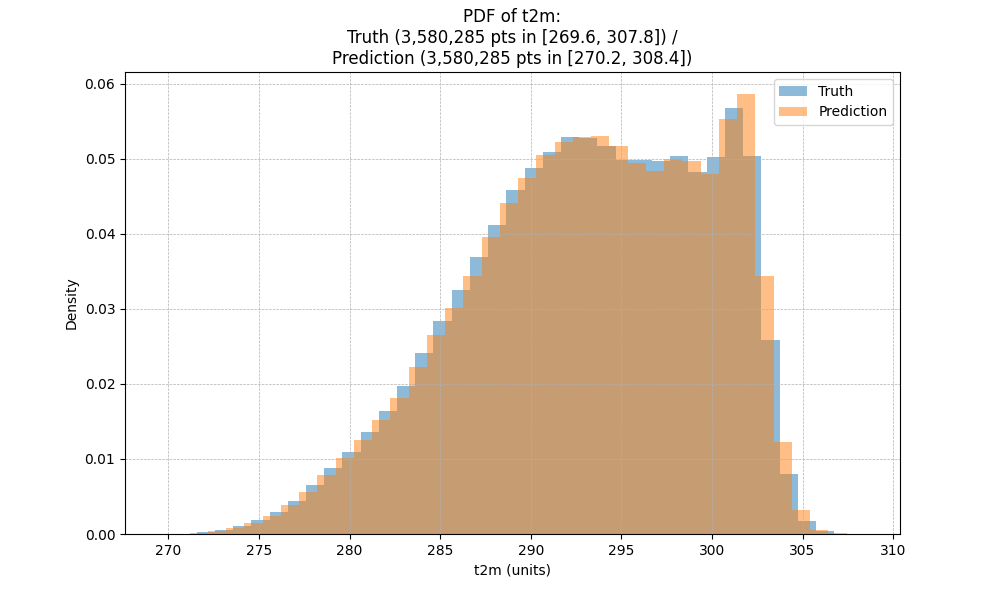 PDF of t2m:
Truth (3,580,285 pts in [269.6, 307.8]) /
Prediction (3,580,285 pts in [270.2, 308.4])
Truth
Prediction
0.06
0.05
0.04
0.03
0.02
0.01
0.00
Density
270
275
280
285
290
295
300
305
310
t2m (units)